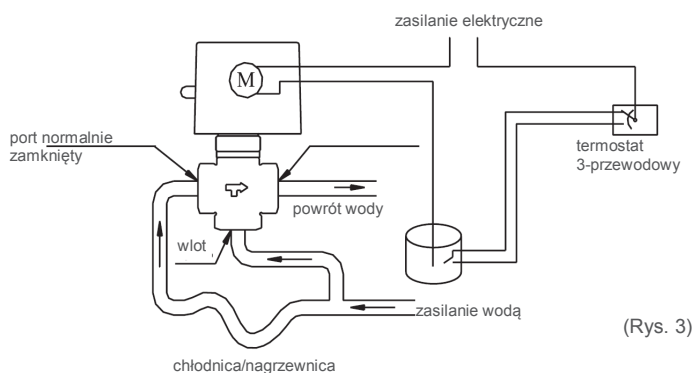 zasilanie elektryczne
M
port normalnie
zamknięty
termostat
3-przewodowy
powrót wody
wlot
zasilanie wodą
(Rys. 3)
chłodnica/nagrzewnica